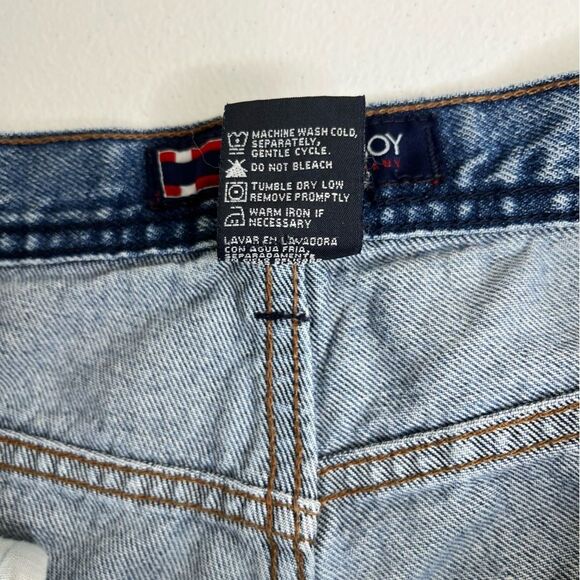 MACHINE WASH COLD,
SEPARATELY,
GENTLE CYCLE.
DO NOT BLEACH
TUMBLE DRY LOW
REMOVE PROMPTLY
WARM IRON IF
NECESSARY
LAVAR EN LAVADORA
CON AGUA FRIA,
SEPARADAMENTE
OY